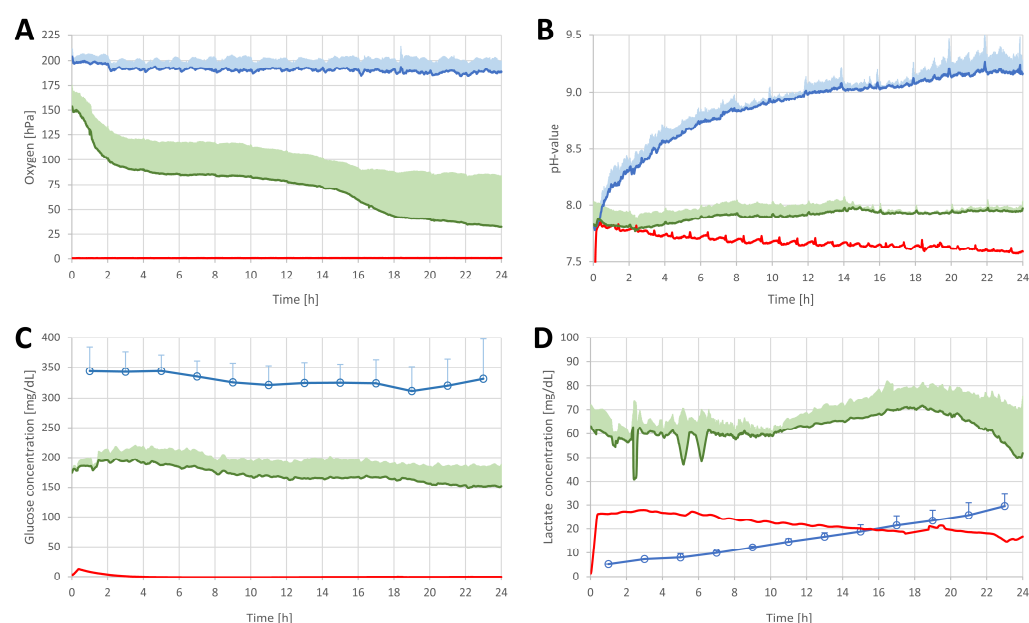 A
Oxygen [hPa]
225
200
175
150
125
100
75
50
25
0
0 2 4 6 8 10 12 14 16 18 20 22 24
Time [h]
B
pH-value
9.5
9.0
8.5
8.0
7.5
0 2 4 6 8 10 12 14 16 18 20 22 24
Time [h]
C
Glucose concentration [mg/dL]
400
350
300
250
200
150
100
50
0
0 2 4 6 8 10 12 14 16 18 20 22 24
Time [h]
D
Lactate concentration [mg/dL]
100
90
80
70
60
50
40
30
20
10
0
0 2 4 6 8 10 12 14 16 18 20 22 24
Time [h]